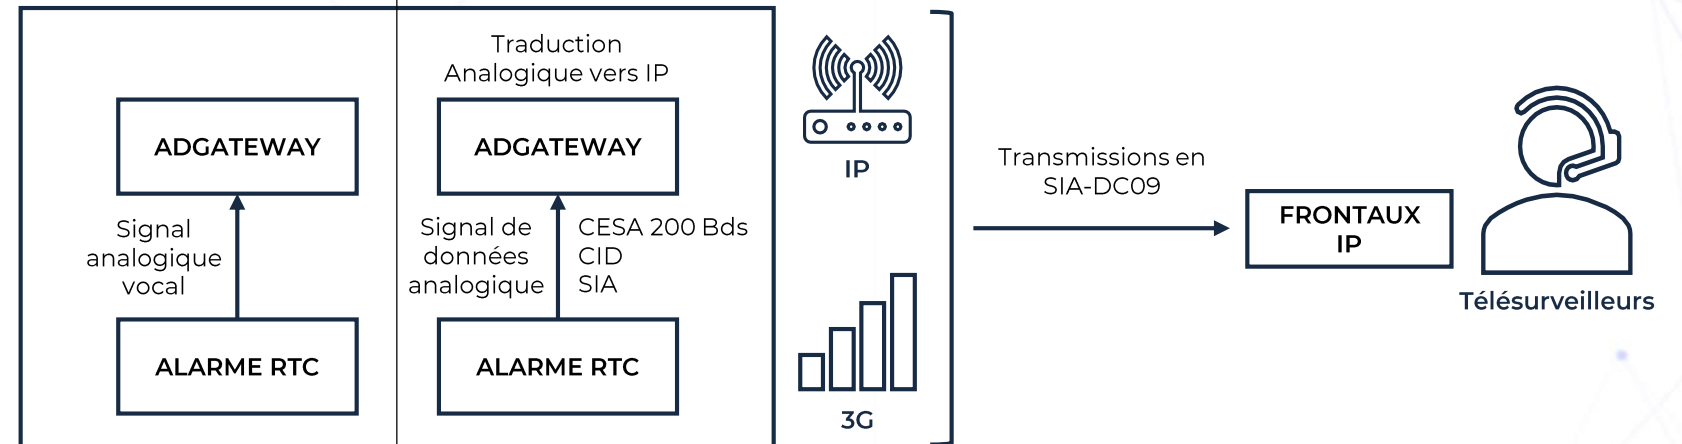 ADGATEWAY
Signal
analogique
vocal
ALARME RTC
Traduction
Analogique vers IP
ADGATEWAY
Signal de
données
analogique
CESA 200 Bds
CID
SIA
ALARME RTC
IP
3G
Transmissions en
SIA-DC09
FRONTAUX
IP
Télésurveilleurs